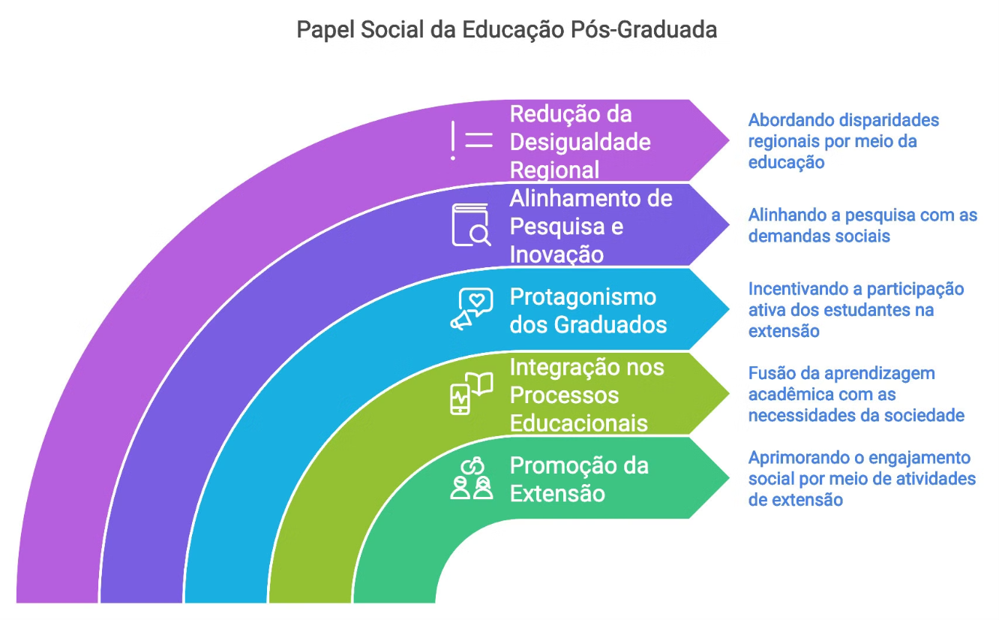 Papel Social da Educação Pós-Graduada
Redução da
Desigualdade
Regional
Abordando disparidades
regionais por meio da
educação
Alinhamento de
Pesquisa e
Inovação
Alinhando a pesquisa com as
demandas sociais
Protagonismo
dos Graduados
Incentivando a participação
ativa dos estudantes na
extensão
Integração nos
Processos
Educacionais
Fusão da aprendizagem
acadêmica com as
necessidades da sociedade
Promoção da
Extensão
Aprimorando o engajamento
social por meio de atividades
de extensão